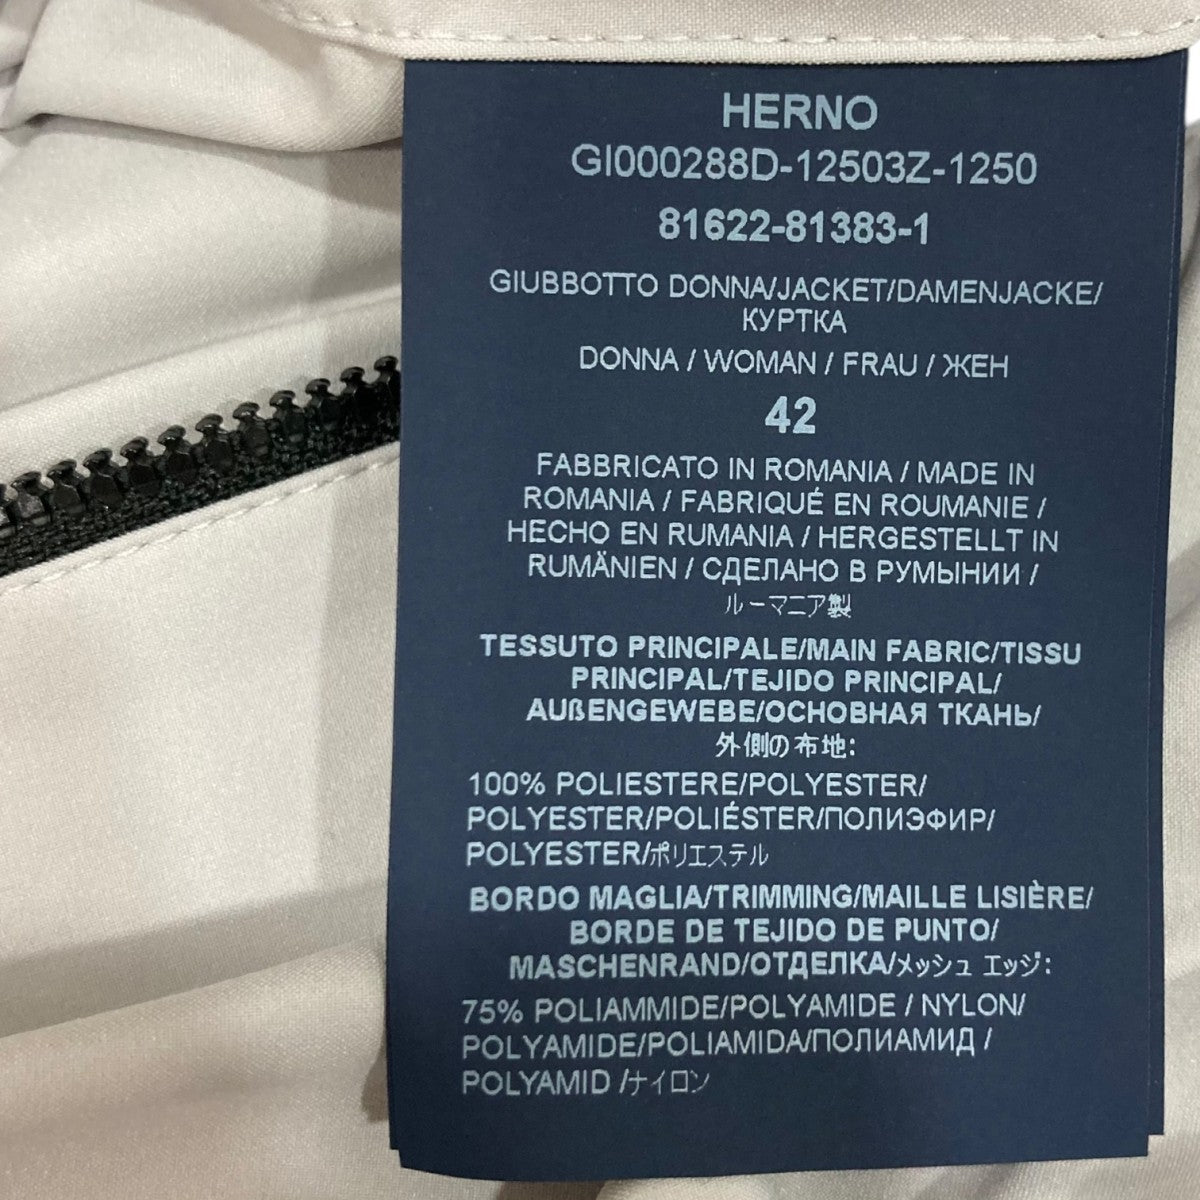 HERNO
GI000288D-12503Z-1250
81622-81383-1
GIUBBOTTO DONNA/JACKET/DAMENJACKE/
КУРТКА
DONNA / WOMAN / FRAU / ЖЕН
42
FABBRICATO IN ROMANIA / MADE IN
ROMANIA / FABRIQUÉ EN ROUMANIE /
HECHO EN RUMANIA / HERGESTELLT IN
RUMÄNIEN / СДЕЛАНО В РУМЫНИИ /
ルーマニア製
TESSUTO PRINCIPALE/MAIN FABRIC/TISSU
PRINCIPAL/TEJIDO PRINCIPAL/
AUßENGEWEBE/ОСНОВНАЯ ТКАНЬ/
外側の布地:
100% POLIESTERE/POLYESTER/
POLYESTER/POLIÉSTER/ПОЛИЭФИР/
POLYESTER/ポリエステル
BORDO MAGLIA/TRIMMING/MAILLE LISIÈRE/
BORDE DE TEJIDO DE PUNTO/
MASCHENRAND/ОТДЕЛКА/メッシュ エッジ:
75% POLIAMMIDE/POLYAMIDE / NYLON/
POLYAMIDE/POLIAMIDA/ПОЛИАМИД /
POLYAMID /ナイロン